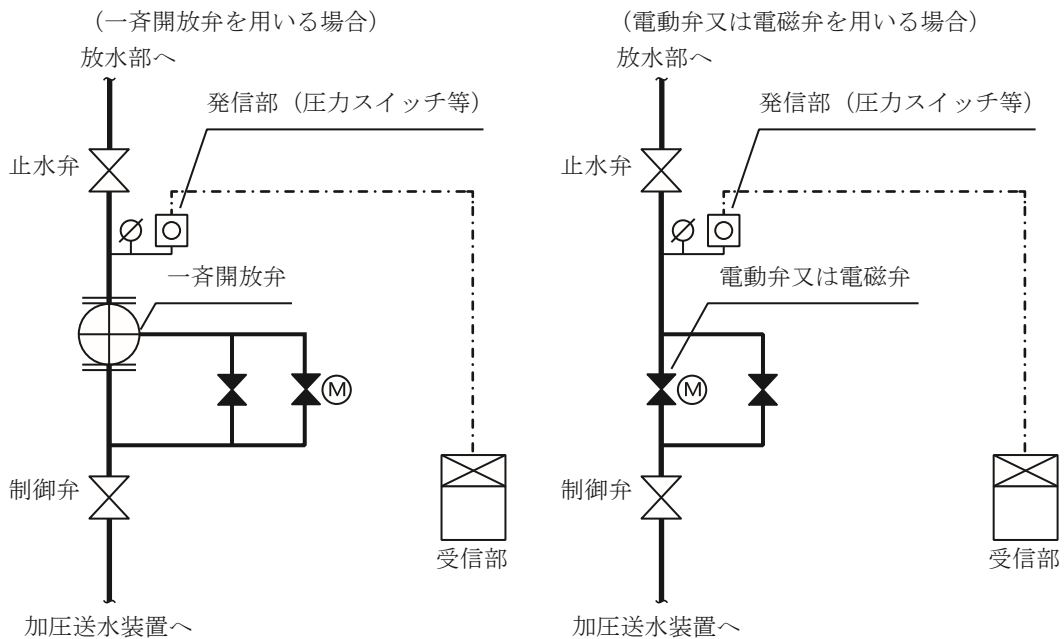 （一斉開放弁を用いる場合）
放水部へ
発信部（圧力スイッチ等）
止水弁
一斉開放弁
M
制御弁
受信部
加圧送水装置へ
（電動弁又は電磁弁を用いる場合）
放水部へ
発信部（圧力スイッチ等）
止水弁
電動弁又は電磁弁
M
制御弁
受信部
加圧送水装置へ